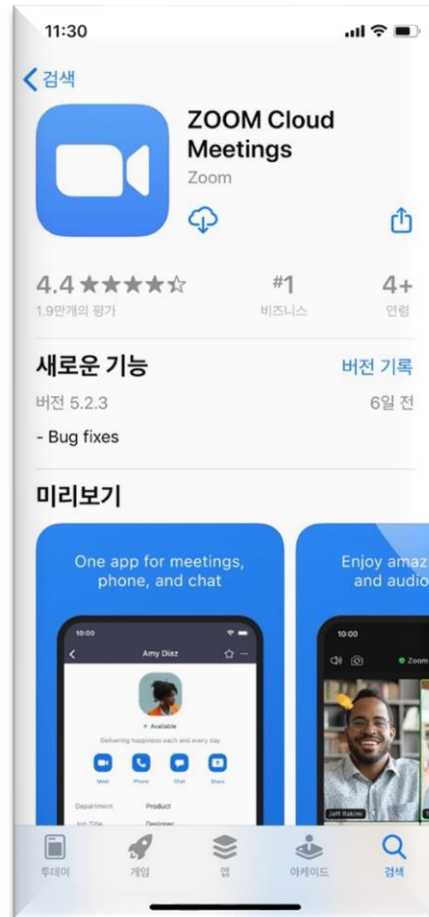 11:30
검색
ZOOM Cloud
Meetings
Zoom
4.4 #1 4+
1.9만개의 평가 비즈니스 연령
새로운 기능 버전 기록
버전 5.2.3 6일 전
- Bug fixes
미리보기
One app for meetings,
phone, and chat
Enjoy amaz
and audio
10:00
Amy Diaz
Available
Delivering happiness each and every day
Meet Phone Chat Share
Department Product
Job Title Designer
10:00
Zoom
Jeff Rakimi
투데이 게임 앱 아케이드 검색